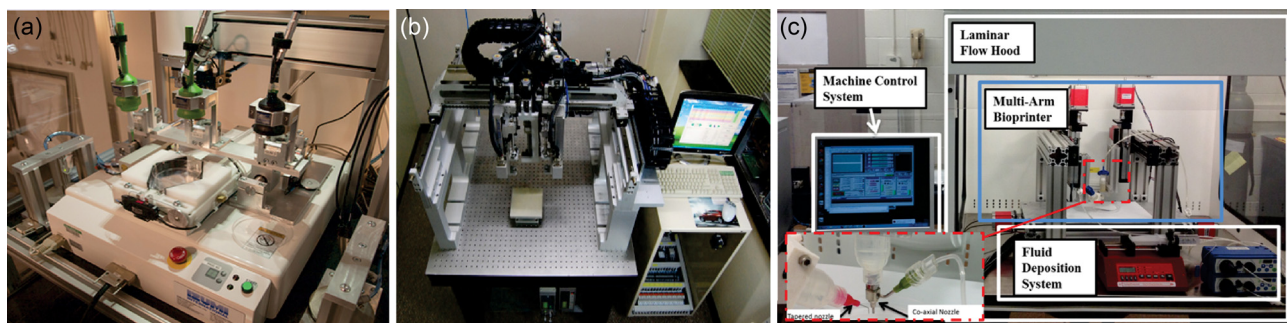 (a)
(b)
(c)
Laminar
Flow Hood
Machine Control
System
Multi-Arm
Bioprinter
Fluid
Deposition
System
Tapered nozzle
Co-axial Nozzle